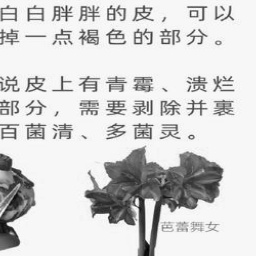 白白胖胖的皮，可以
掉一点褐色的部分。
说皮上有青霉、溃烂
部分，需要剥除并裹
百菌清、多菌灵。
芭蕾舞女